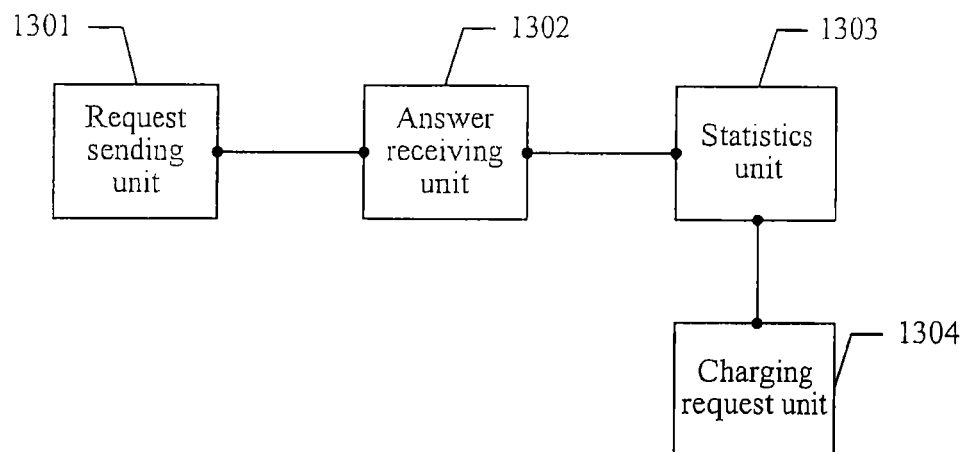 1301
1302
1303
Request
sending
unit
Answer
receiving
unit
Statistics
unit
1304
Charging
request unit